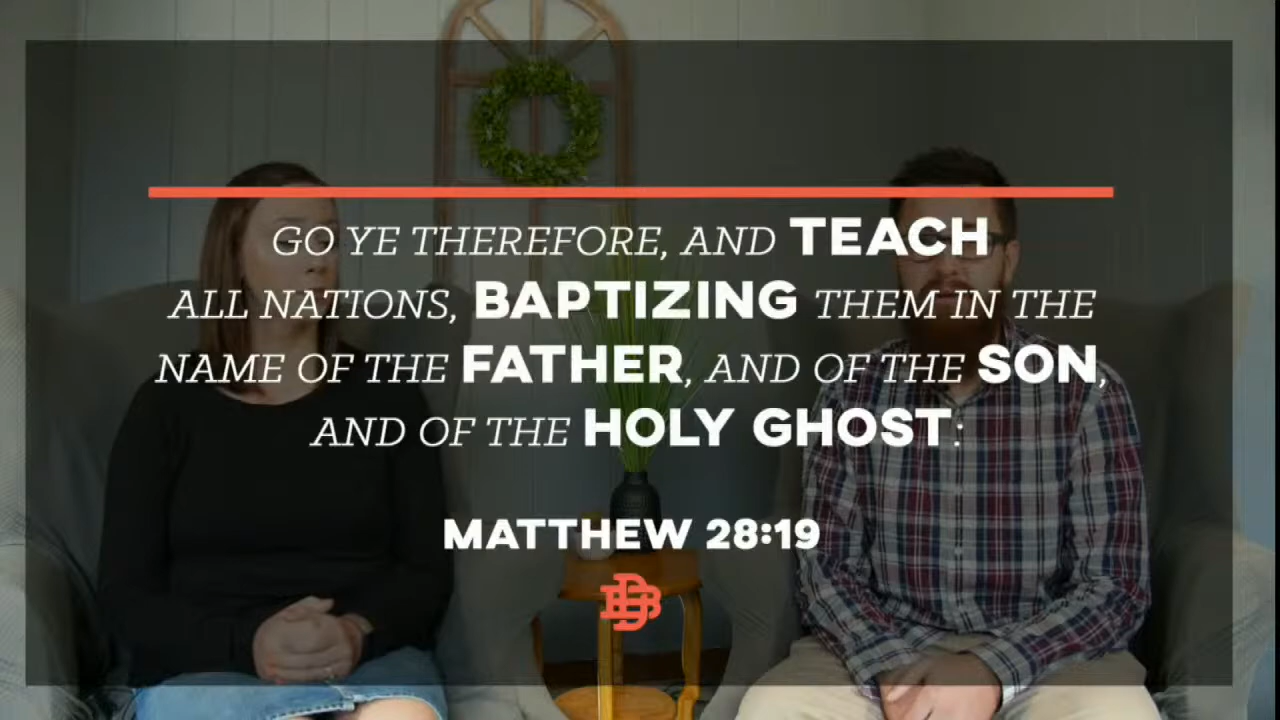 GO YE THEREFORE, AND TEACH
ALL NATIONS, BAPTIZING THEM IN THE
NAME OF THE FATHER, AND OF THE SON,
AND OF THE HOLY GHOST:
MATTHEW 28:19